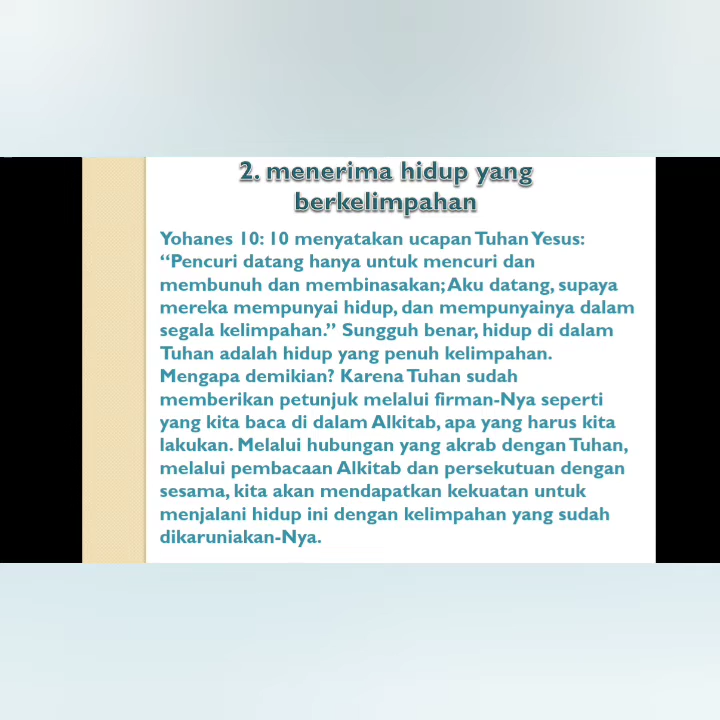 2. menerima hidup yang
berkelimpahan
Yohanes 10: 10 menyatakan ucapan Tuhan Yesus:
“Pencuri datang hanya untuk mencuri dan
membunuh dan membinasakan; Aku datang, supaya
mereka mempunyai hidup, dan mempunyainya dalam
segala kelimpahan.” Sungguh benar, hidup di dalam
Tuhan adalah hidup yang penuh kelimpahan.
Mengapa demikian? Karena Tuhan sudah
memberikan petunjuk melalui firman-Nya seperti
yang kita baca di dalam Alkitab, apa yang harus kita
lakukan. Melalui hubungan yang akrab dengan Tuhan,
melalui pembacaan Alkitab dan persekutuan dengan
sesama, kita akan mendapatkan kekuatan untuk
menjalani hidup ini dengan kelimpahan yang sudah
dikaruniakan-Nya.